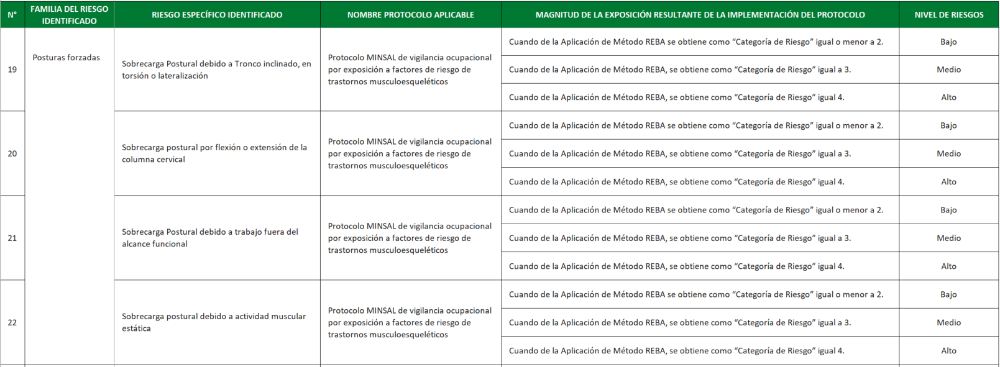 N°
FAMILIA DEL RIESGO
IDENTIFICADO
RIESGO ESPECÍFICO IDENTIFICADO
NOMBRE PROTOCOLO APLICABLE
MAGNITUD DE LA EXPOSICIÓN RESULTANTE DE LA IMPLEMENTACIÓN DEL PROTOCOLO
NIVEL DE RIESGOS
19
Posturas forzadas
Sobrecarga Postural debido a Tronco inclinado, en
torsión o lateralización
Protocolo MINSAL de vigilancia ocupacional
por exposición a factores de riesgo de
trastornos musculoesqueléticos
Cuando de la Aplicación de Método REBA se obtiene como “Categoría de Riesgo” igual o menor a 2.
Bajo
Cuando de la Aplicación de Método REBA, se obtiene como “Categoría de Riesgo” igual a 3.
Medio
Cuando de la Aplicación de Método REBA, se obtiene como “Categoría de Riesgo” igual 4.
Alto
20
Sobrecarga postural por flexión o extensión de la
columna cervical
Protocolo MINSAL de vigilancia ocupacional
por exposición a factores de riesgo de
trastornos musculoesqueléticos
Cuando de la Aplicación de Método REBA se obtiene como “Categoría de Riesgo” igual o menor a 2.
Bajo
Cuando de la Aplicación de Método REBA, se obtiene como “Categoría de Riesgo” igual a 3.
Medio
Cuando de la Aplicación de Método REBA, se obtiene como “Categoría de Riesgo” igual 4.
Alto
21
Sobrecarga Postural debido a trabajo fuera del
alcance funcional
Protocolo MINSAL de vigilancia ocupacional
por exposición a factores de riesgo de
trastornos musculoesqueléticos
Cuando de la Aplicación de Método REBA se obtiene como “Categoría de Riesgo” igual o menor a 2.
Bajo
Cuando de la Aplicación de Método REBA, se obtiene como “Categoría de Riesgo” igual a 3.
Medio
Cuando de la Aplicación de Método REBA, se obtiene como “Categoría de Riesgo” igual 4.
Alto
22
Sobrecarga postural debido a actividad muscular
estática
Protocolo MINSAL de vigilancia ocupacional
por exposición a factores de riesgo de
trastornos musculoesqueléticos
Cuando de la Aplicación de Método REBA se obtiene como “Categoría de Riesgo” igual o menor a 2.
Bajo
Cuando de la Aplicación de Método REBA, se obtiene como “Categoría de Riesgo” igual a 3.
Medio
Cuando de la Aplicación de Método REBA, se obtiene como “Categoría de Riesgo” igual 4.
Alto